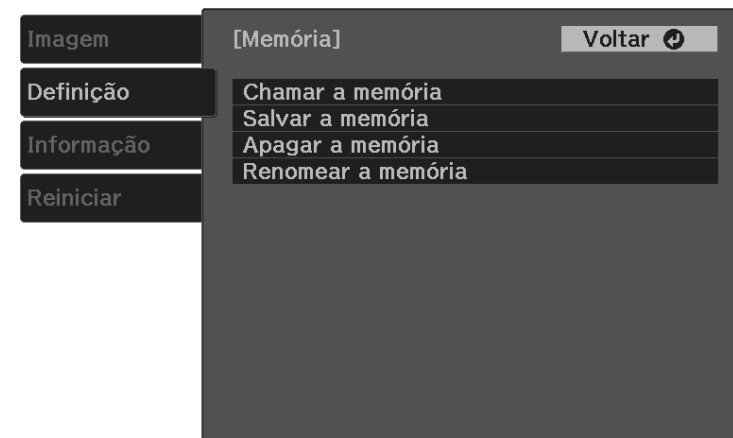 Imagem
Definição
Informação
Reiniciar
[Memória]
Voltar
Chamar a memória
Salvar a memória
Apagar a memória
Renomear a memória